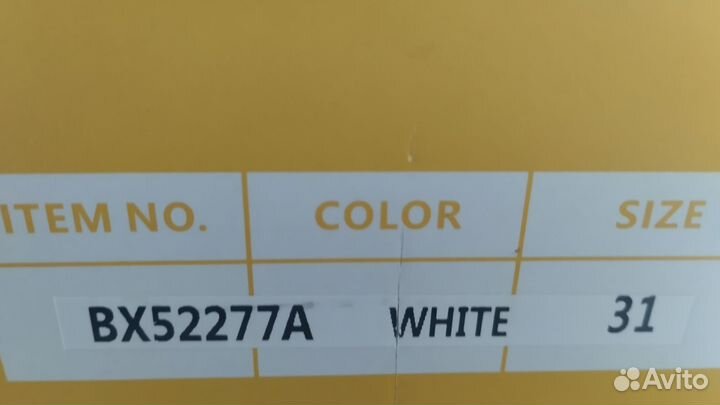 ITEM NO. COLOR SIZE
BX52277A WHITE 31
Avito